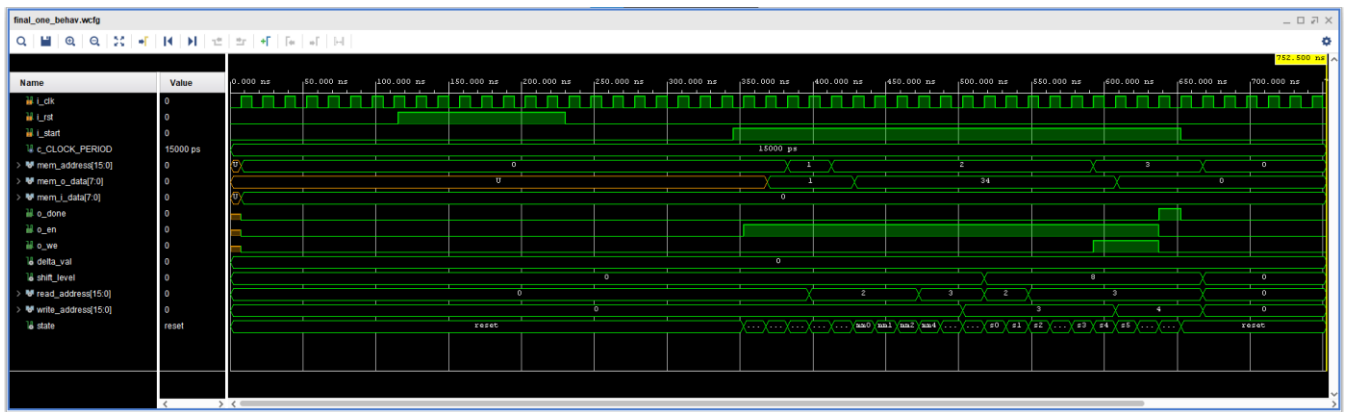 final_one_behav.wcfg
752.500 ns
Name Value 0.000 ns 50.000 ns 100.000 ns 150.000 ns 200.000 ns 250.000 ns 300.000 ns 350.000 ns 400.000 ns 450.000 ns 500.000 ns 550.000 ns 600.000 ns 650.000 ns 700.000 ns
i_clk 0
i_rst 0
i_start 0
c_CLOCK_PERIOD 15000 ps 15000 ps
mem_address[15:0] 0 U 0 1 2 3 0
mem_o_data[7:0] 0 U 1 34 0
mem_i_data[7:0] 0 U 0
o_done 0
o_en 0
o_we 0
delta_val 0 0
shift_level 0 0 8 0
read_address[15:0] 0 0 2 3 2 3 0
write_address[15:0] 0 0 3 4 0
state reset reset ... ... ... ... ... mm0 mm1 mm2 mm4 ... ... s0 s1 s2 ... s3 s4 s5 ... ... reset